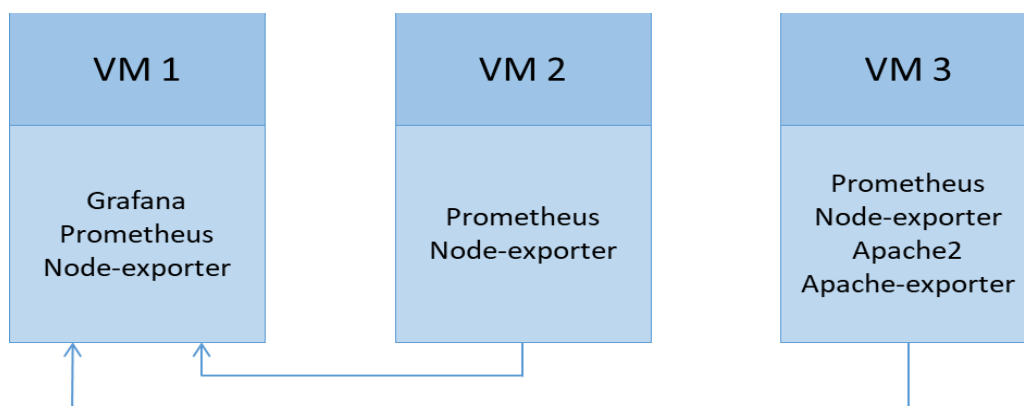 VM 1
Grafana
Prometheus
Node-exporter
VM 2
Prometheus
Node-exporter
VM 3
Prometheus
Node-exporter
Apache2
Apache-exporter